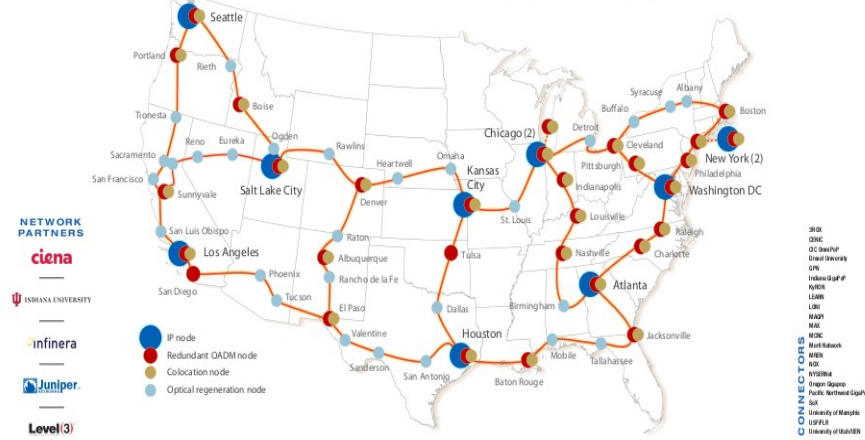 Seattle
Portland
Rieth
Boise
Tionesta
Ogden
Reno
Eureka
Rawlins
Sacramento
San Francisco
Salt Lake City
Sunnyvale
Heartwell
Omaha
Denver
Kansas
City
St. Louis
Chicago (2)
Detroit
Buffalo
Syracuse
Albany
Boston
Cleveland
Pittsburgh
New York (2)
Philadelphia
Washington DC
Indianapolis
Louisville
Nashville
Raleigh
Charlotte
Atlanta
Birmingham
San Luis Obispo
Los Angeles
San Diego
Phoenix
Tucson
Raton
Albuquerque
Rancho de la Fe
El Paso
Valentine
Sanderson
San Antonio
Tulsa
Dallas
Houston
Baton Rouge
Mobile
Tallahassee
Jacksonville
IP node
Redundant OADM node
Colocation node
Optical regeneration node
NETWORK
PARTNERS
ciena
INDIANA UNIVERSITY
infinera
Juniper
NETWORKS
Level(3)
CONNECTORS
3ROX
CENIC
CIC OmniPoP
Drexel University
GPN
Indiana GigaPoP
KyRON
LEARN
LONI
MAGPI
MAX
MCNC
Merit Network
MREN
NOX
NYSERNet
Oregon Gigapop
Pacific Northwest GigaP
SoX
University of Memphis
USF/FLR
University of Utah/UEN